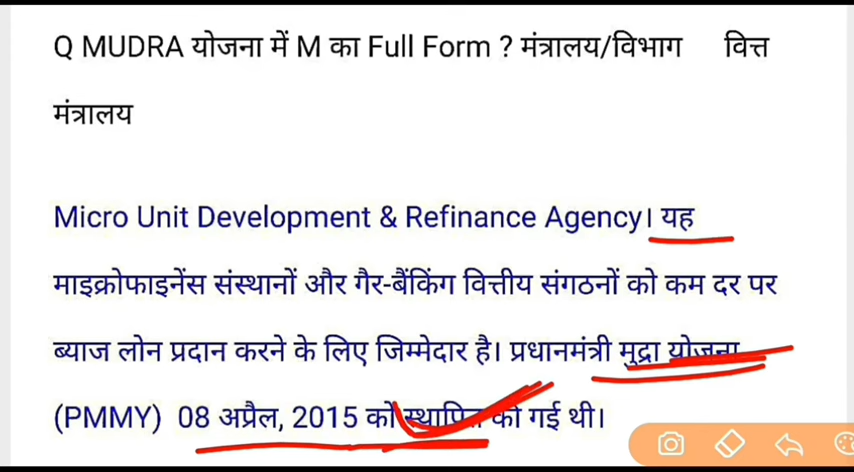 Q MUDRA योजना में M का Full Form ? मंत्रालय/विभाग वित्त
मंत्रालय
Micro Unit Development & Refinance Agency। यह
माइक्रोफाइनेंस संस्थानों और गैर-बैंकिंग वित्तीय संगठनों को कम दर पर
ब्याज लोन प्रदान करने के लिए जिम्मेदार है। प्रधानमंत्री मुद्रा योजना
(PMMY) 08 अप्रैल, 2015 को स्थापित की गई थी।